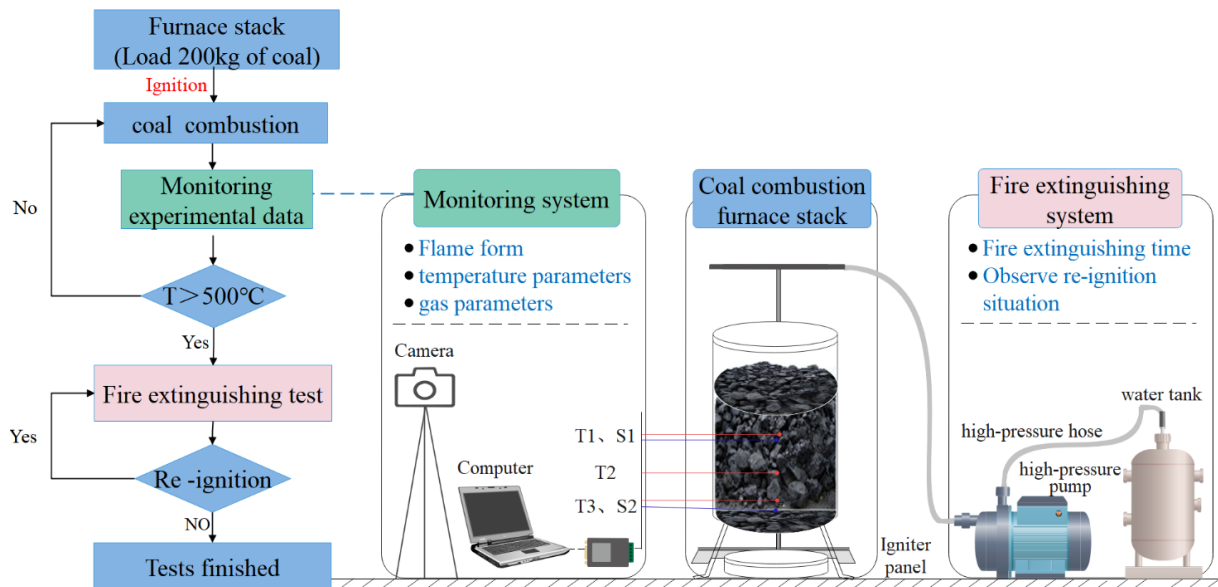 Furnace stack
(Load 200kg of coal)
Ignition
coal combustion
No
Monitoring
experimental data
T＞500℃
Yes
Fire extinguishing test
Yes
Re -ignition
NO
Tests finished
Monitoring system
● Flame form
● temperature parameters
● gas parameters
Camera
Computer
T1、S1
T2
T3、S2
Coal combustion
furnace stack
Igniter
panel
Fire extinguishing
system
● Fire extinguishing time
● Observe re-ignition
situation
water tank
high-pressure hose
high-pressure
pump